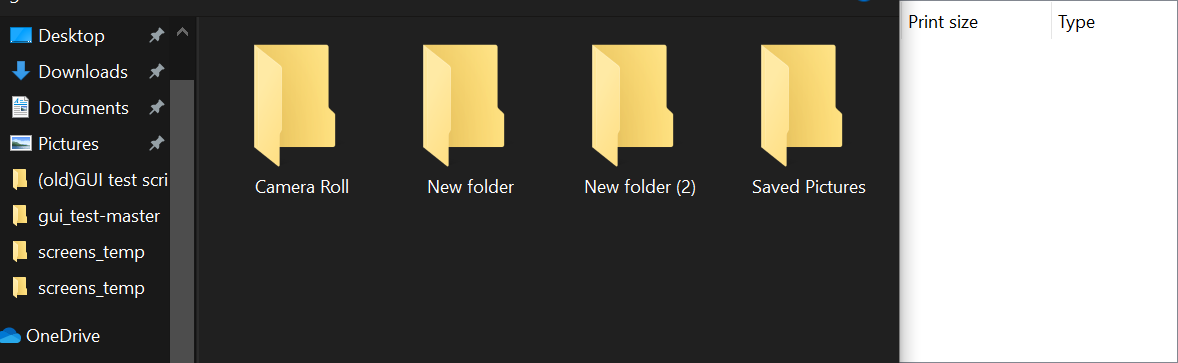 Desktop
Downloads
Documents
Pictures
(old)GUI test scri
gui_test-master
screens_temp
screens_temp
OneDrive
Camera Roll
New folder
New folder (2)
Saved Pictures
Print size
Type